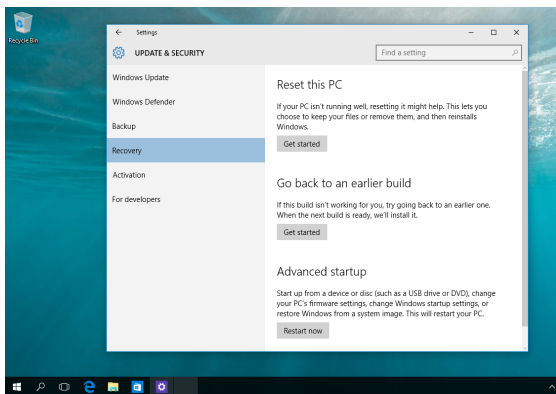 Recycle Bin
Settings
UPDATE & SECURITY
Find a setting
Windows Update
Windows Defender
Backup
Recovery
Activation
For developers
Reset this PC
If your PC isn't running well, resetting it might help. This lets you
choose to keep your files or remove them, and then reinstalls
Windows.
Get started
Go back to an earlier build
If this build isn't working for you, try going back to an earlier one.
When the next build is ready, we'll install it.
Get started
Advanced startup
Start up from a device or disc (such as a USB drive or DVD), change
your PC's firmware settings, change Windows startup settings, or
restore Windows from a system image. This will restart your PC.
Restart now